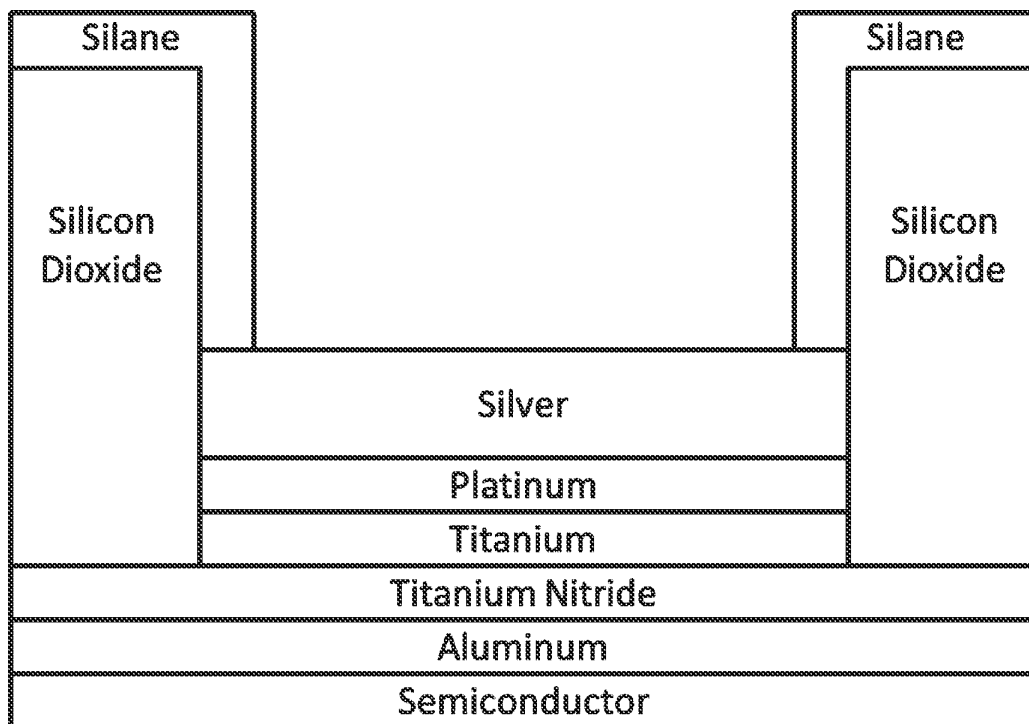 Silane
Silane
Silicon
Dioxide
Silicon
Dioxide
Silver
Platinum
Titanium
Titanium Nitride
Aluminum
Semiconductor